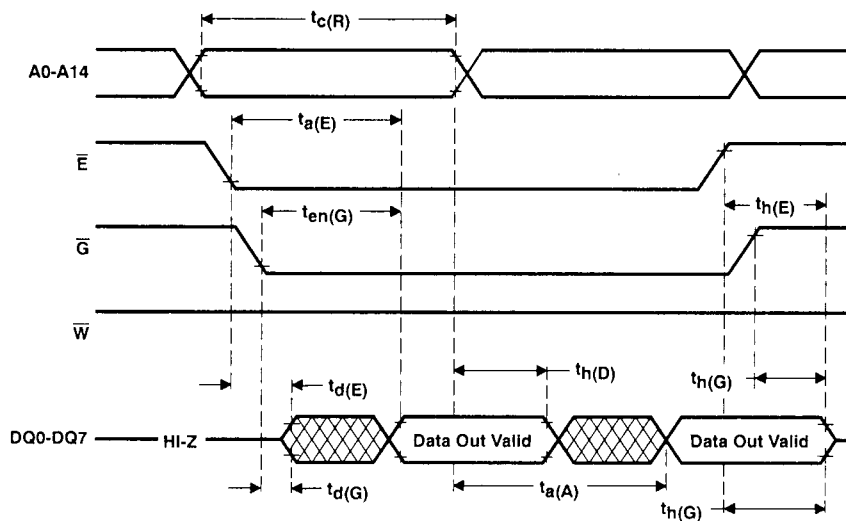 tc(R)
A0-A14
ta(E)
E
ten(G)
th(E)
G
W
td(E)
th(D)
th(G)
DQ0-DQ7
HI-Z
Data Out Valid
Data Out Valid
td(G)
ta(A)
th(G)